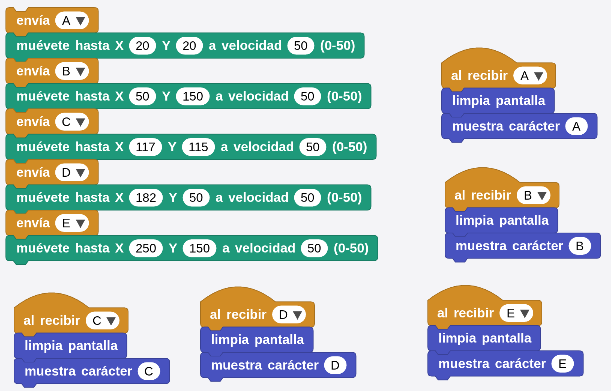 envía A
muévete hasta X 20 Y 20 a velocidad 50 (0-50)
envía B
muévete hasta X 50 Y 150 a velocidad 50 (0-50)
envía C
muévete hasta X 117 Y 115 a velocidad 50 (0-50)
envía D
muévete hasta X 182 Y 50 a velocidad 50 (0-50)
envía E
muévete hasta X 250 Y 150 a velocidad 50 (0-50)
al recibir A
limpia pantalla
muestra carácter A
al recibir B
limpia pantalla
muestra carácter B
al recibir C
limpia pantalla
muestra carácter C
al recibir D
limpia pantalla
muestra carácter D
al recibir E
limpia pantalla
muestra carácter E